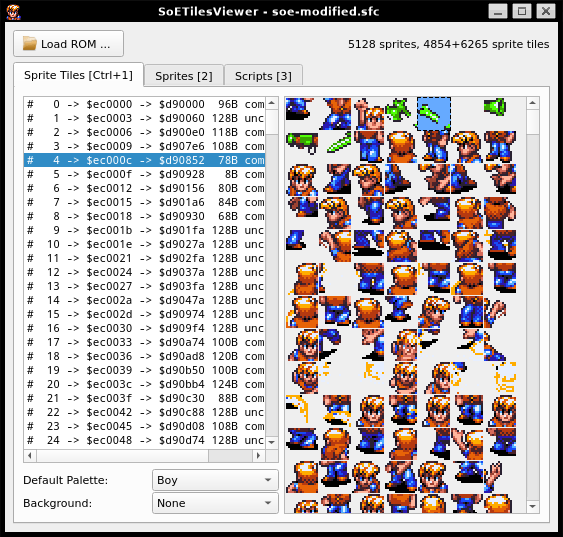 SoETilesViewer - soe-modified.sfc
Load ROM ...
5128 sprites, 4854+6265 sprite tiles
Sprite Tiles [Ctrl+1]
Sprites [2]
Scripts [3]
# 0 -> $ec0000 -> $d90000 96B com
# 1 -> $ec0003 -> $d90060 128B unc
# 2 -> $ec0006 -> $d900e0 118B com
# 3 -> $ec0009 -> $d907e6 108B com
# 4 -> $ec000c -> $d90852 78B com
# 5 -> $ec000f -> $d90928 8B com
# 6 -> $ec0012 -> $d90156 80B com
# 7 -> $ec0015 -> $d901a6 84B com
# 8 -> $ec0018 -> $d90930 68B com
# 9 -> $ec001b -> $d901fa 128B unc
# 10 -> $ec001e -> $d9027a 128B unc
# 11 -> $ec0021 -> $d902fa 128B unc
# 12 -> $ec0024 -> $d9037a 128B unc
# 13 -> $ec0027 -> $d903fa 128B unc
# 14 -> $ec002a -> $d9047a 128B unc
# 15 -> $ec002d -> $d90974 128B unc
# 16 -> $ec0030 -> $d909f4 128B unc
# 17 -> $ec0033 -> $d90a74 100B com
# 18 -> $ec0036 -> $d90ad8 120B com
# 19 -> $ec0039 -> $d90b50 100B com
# 20 -> $ec003c -> $d90bb4 124B com
# 21 -> $ec003f -> $d90c30 88B com
# 22 -> $ec0042 -> $d90c88 128B unc
# 23 -> $ec0045 -> $d90d08 108B com
# 24 -> $ec0048 -> $d90d74 128B unc
Default Palette: Boy
Background: None